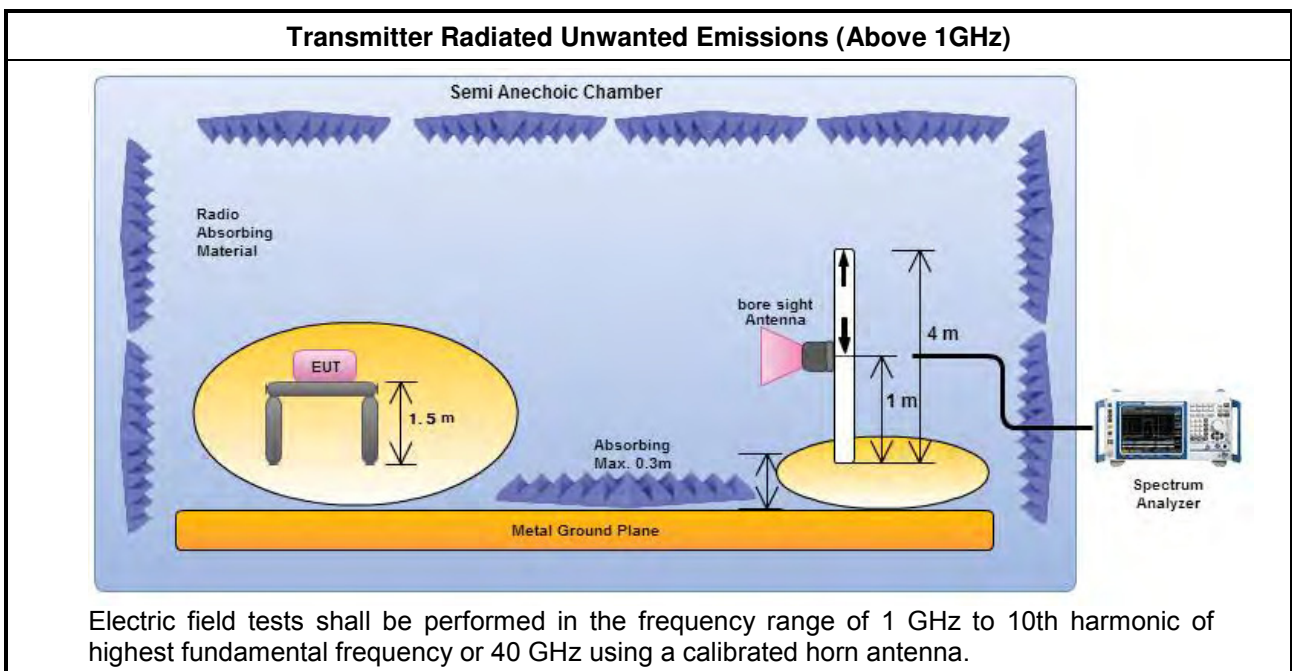 Transmitter Radiated Unwanted Emissions (Above 1GHz)
Semi Anechoic Chamber
Radio
Absorbing
Material
bore sight
Antenna
4 m
EUT
1 m
1.5 m
Absorbing
Max. 0.3m
Spectrum
Analyzer
Metal Ground Plane
Electric field tests shall be performed in the frequency range of 1 GHz to 10th harmonic of
highest fundamental frequency or 40 GHz using a calibrated horn antenna.